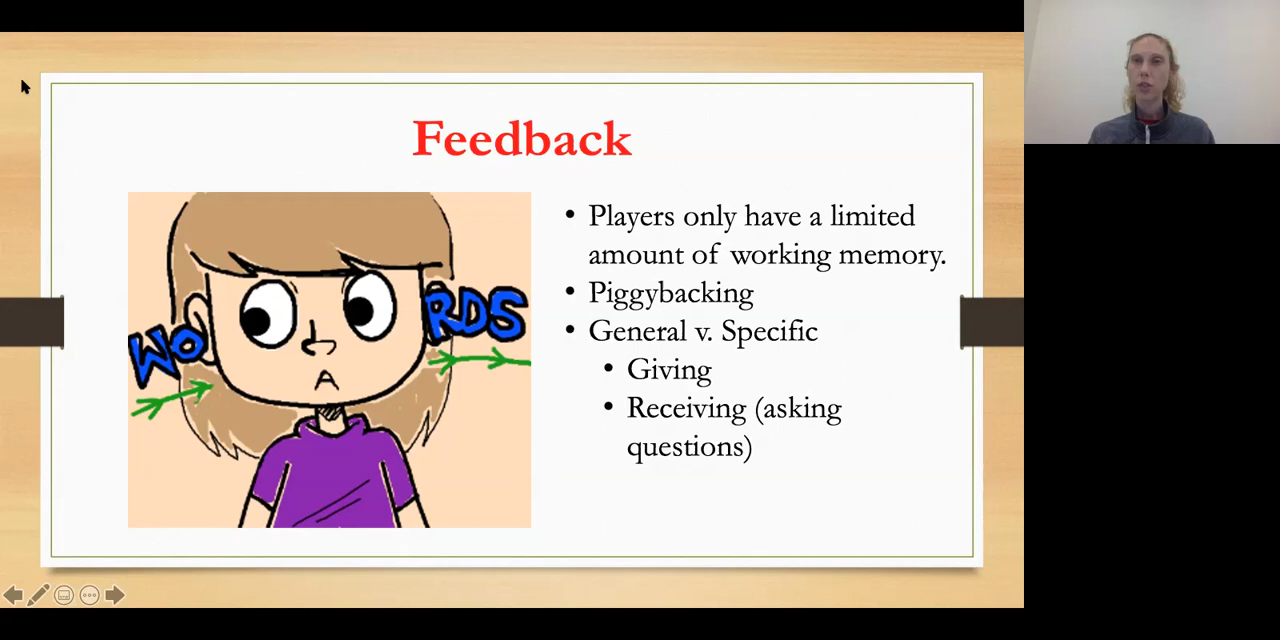 Feedback
WO
RDS
• Players only have a limited
amount of working memory.
• Piggybacking
• General v. Specific
• Giving
• Receiving (asking
questions)